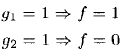 g₁ = 1 ⇒ f = 1
g₂ = 1 ⇒ f = 0